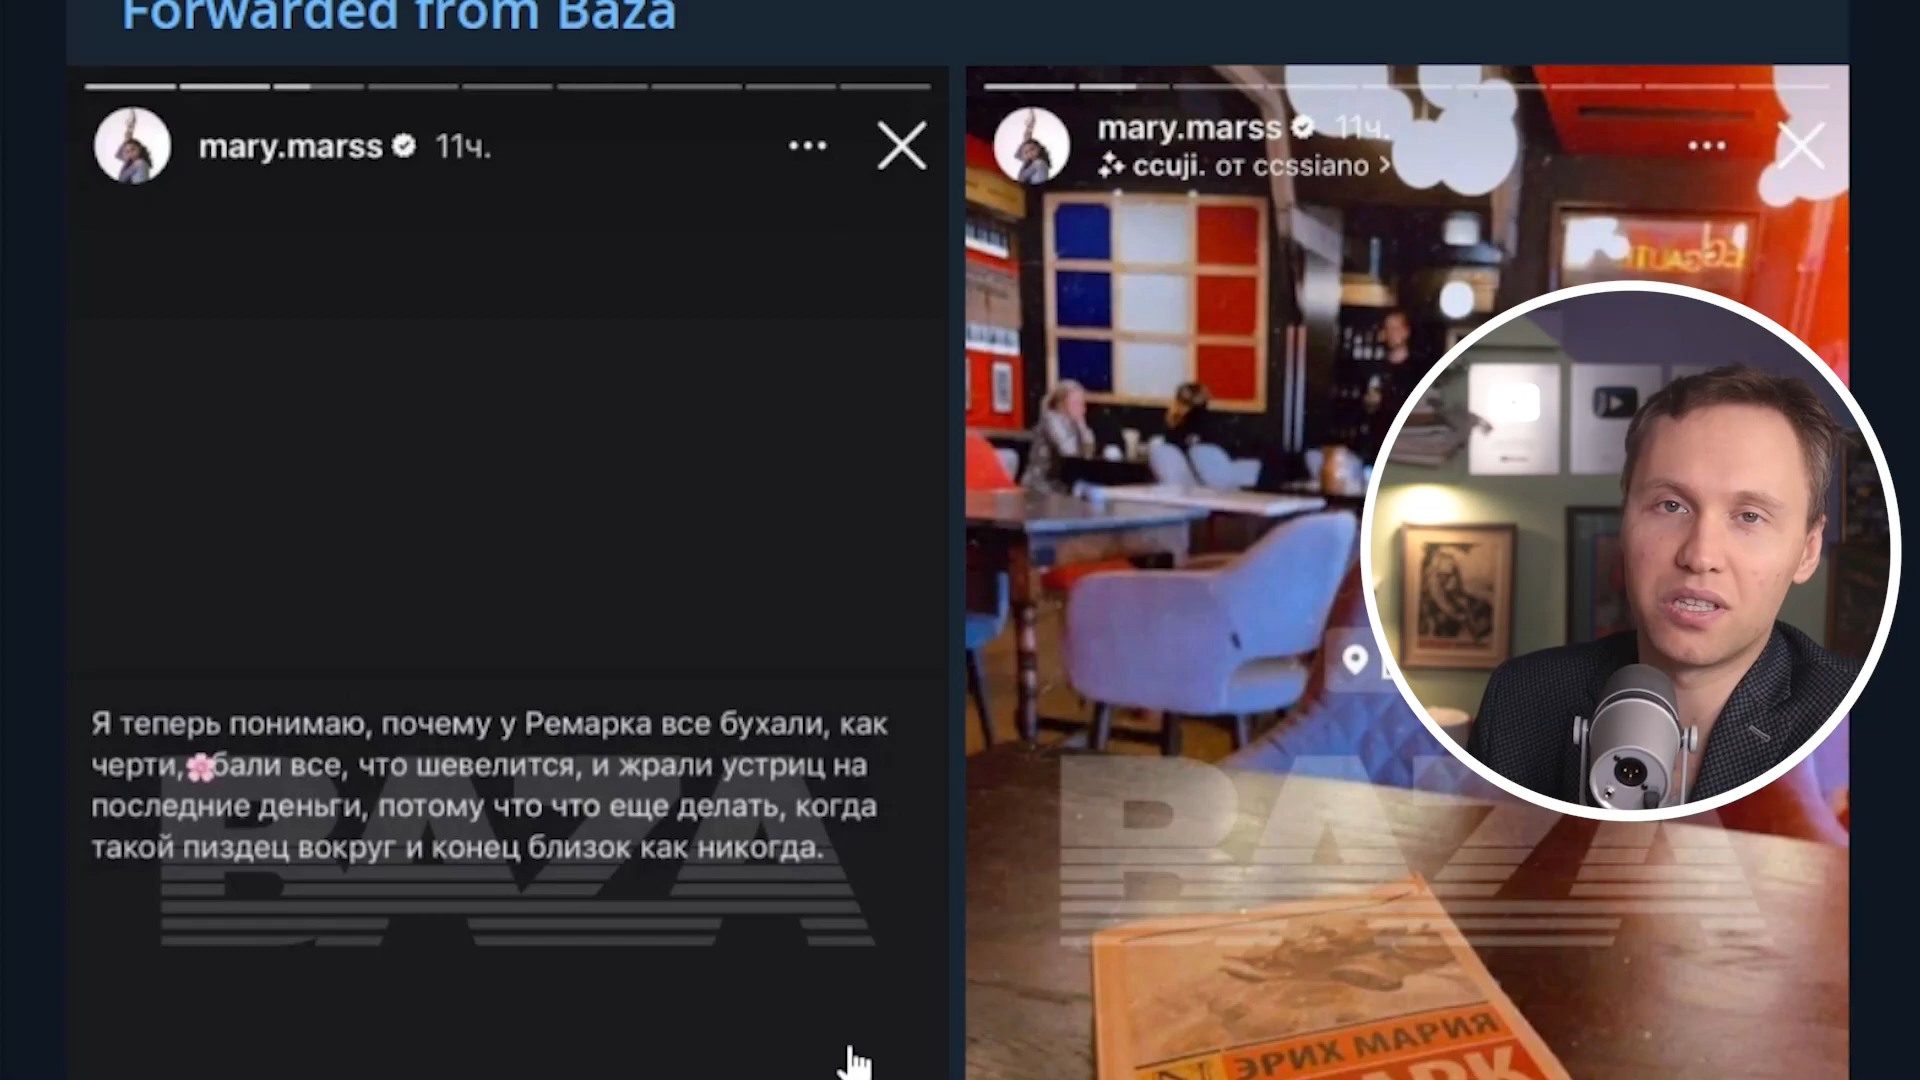 Forwarded from Baza
mary.marss 11ч.
Я теперь понимаю, почему у Ремарка все бухали, как
черти,🌸бали все, что шевелится, и жрали устриц на
последние деньги, потому что что еще делать, когда
такой пиздец вокруг и конец близок как никогда.
BAZA
mary.marss 11ч.
ccuji. от ccssiano >
BAZA
ЭРИХ МАРИЯ